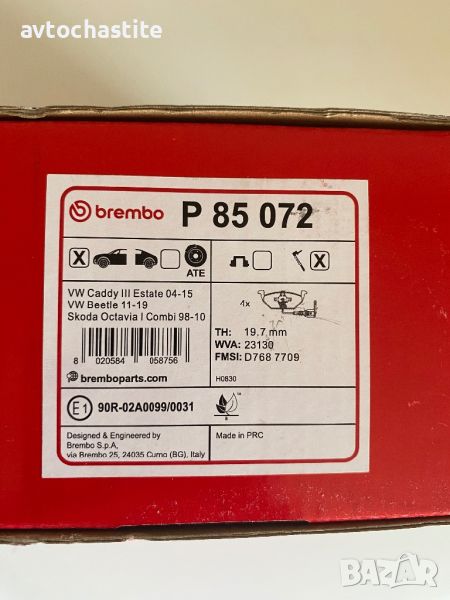 avtochastite
brembo P 85 072
X
ATE
X
VW Caddy III Estate 04-15
VW Beetle 11-19
Skoda Octavia I Combi 98-10
8 020584 058756
bremboparts.com
1x
TH: 19.7 mm
WVA: 23130
FMSI: D768 7709
H0830
E1 90R-02A0099/0031
Designed & Engineered by
Brembo S.p.A,
via Brembo 25, 24035 Curno (BG), Italy
TM
B
Made in PRC
BAZAR